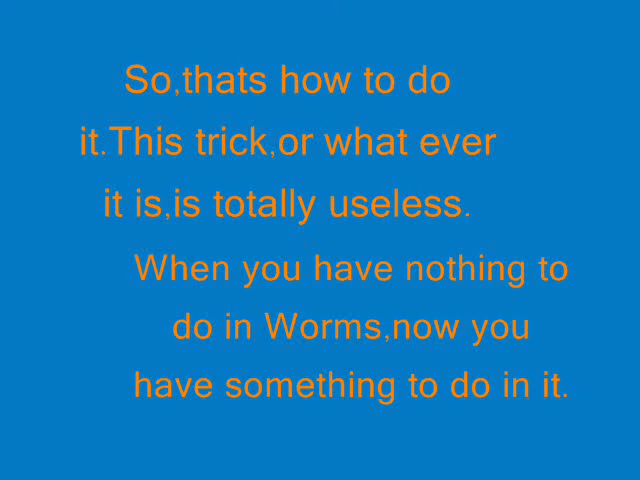 So,thats how to do
it.This trick,or what ever
it is,is totally useless.
When you have nothing to
do in Worms,now you
have something to do in it.